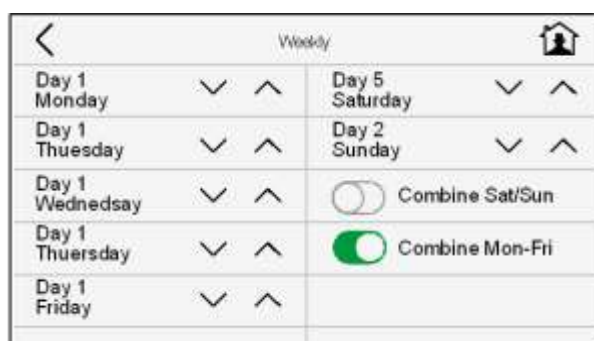 Weekly
Day 1
Monday
Day 1
Thuesday
Day 1
Wednedsay
Day 1
Thuersday
Day 1
Friday
Day 5
Saturday
Day 2
Sunday
Combine Sat/Sun
Combine Mon-Fri